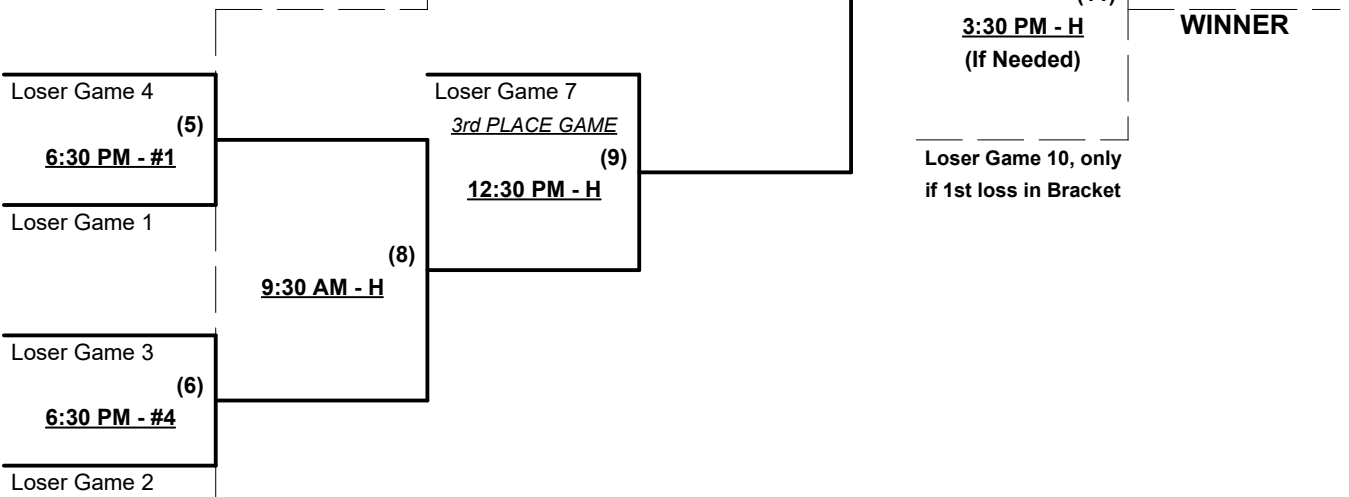 3:30 PM - H
WINNER
(If Needed)
Loser Game 4
(5)
6:30 PM - #1
Loser Game 1
Loser Game 7
3rd PLACE GAME
(9)
12:30 PM - H
Loser Game 10, only
if 1st loss in Bracket
(8)
9:30 AM - H
Loser Game 3
(6)
6:30 PM - #4
Loser Game 2